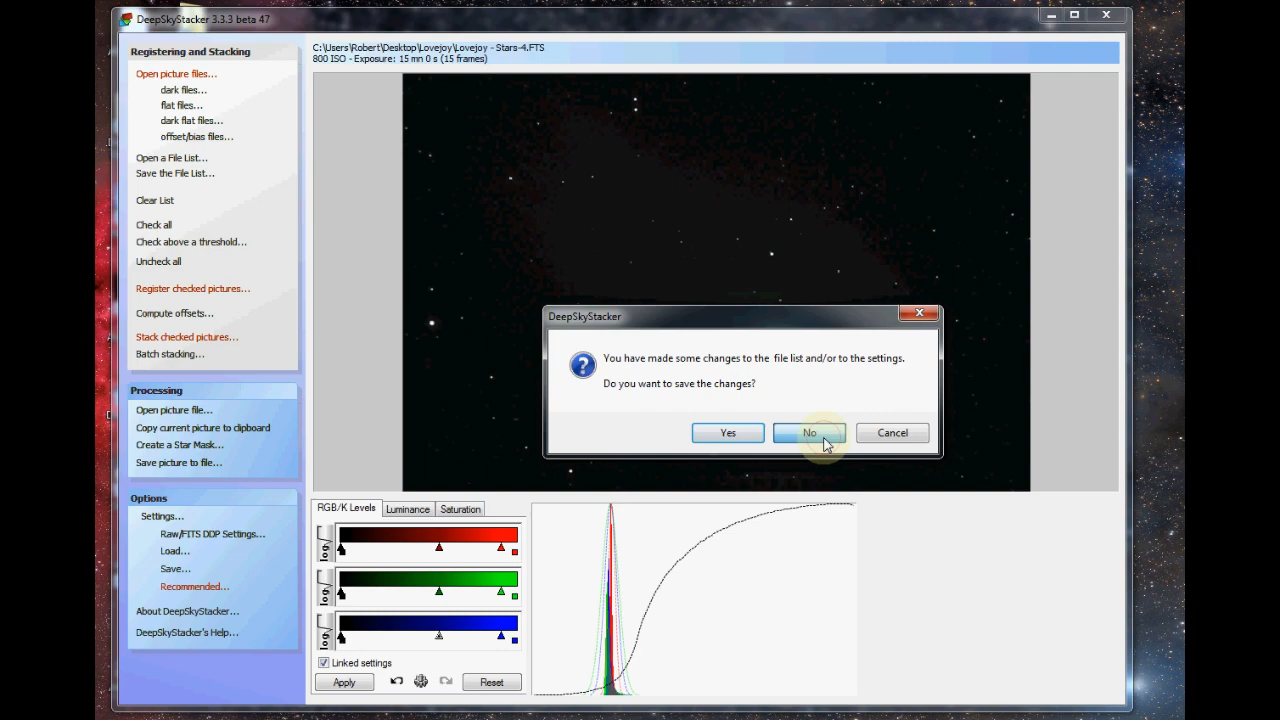 DeepSkyStacker 3.3.3 beta 47
Registering and Stacking
Open picture files...
dark files...
flat files...
dark flat files...
offset/bias files...
Open a File List...
Save the File List...
Clear List
Check all
Check above a threshold...
Uncheck all
Register checked pictures...
Compute offsets...
Stack checked pictures...
Batch stacking...
Processing
Open picture file...
Copy current picture to clipboard
Create a Star Mask...
Save picture to file...
Options
Settings...
Raw/FITS DDP Settings...
Load...
Save...
Recommended...
About DeepSkyStacker...
DeepSkyStacker's Help...
C:\Users\Robert\Desktop\Lovejoy\Lovejoy - Stars-4.FTS
800 ISO - Exposure: 15 mn 0 s (15 frames)
DeepSkyStacker
You have made some changes to the file list and/or to the settings.
Do you want to save the changes?
Yes No Cancel
RGB/K Levels Luminance Saturation
log
log
log
Linked settings
Apply Reset